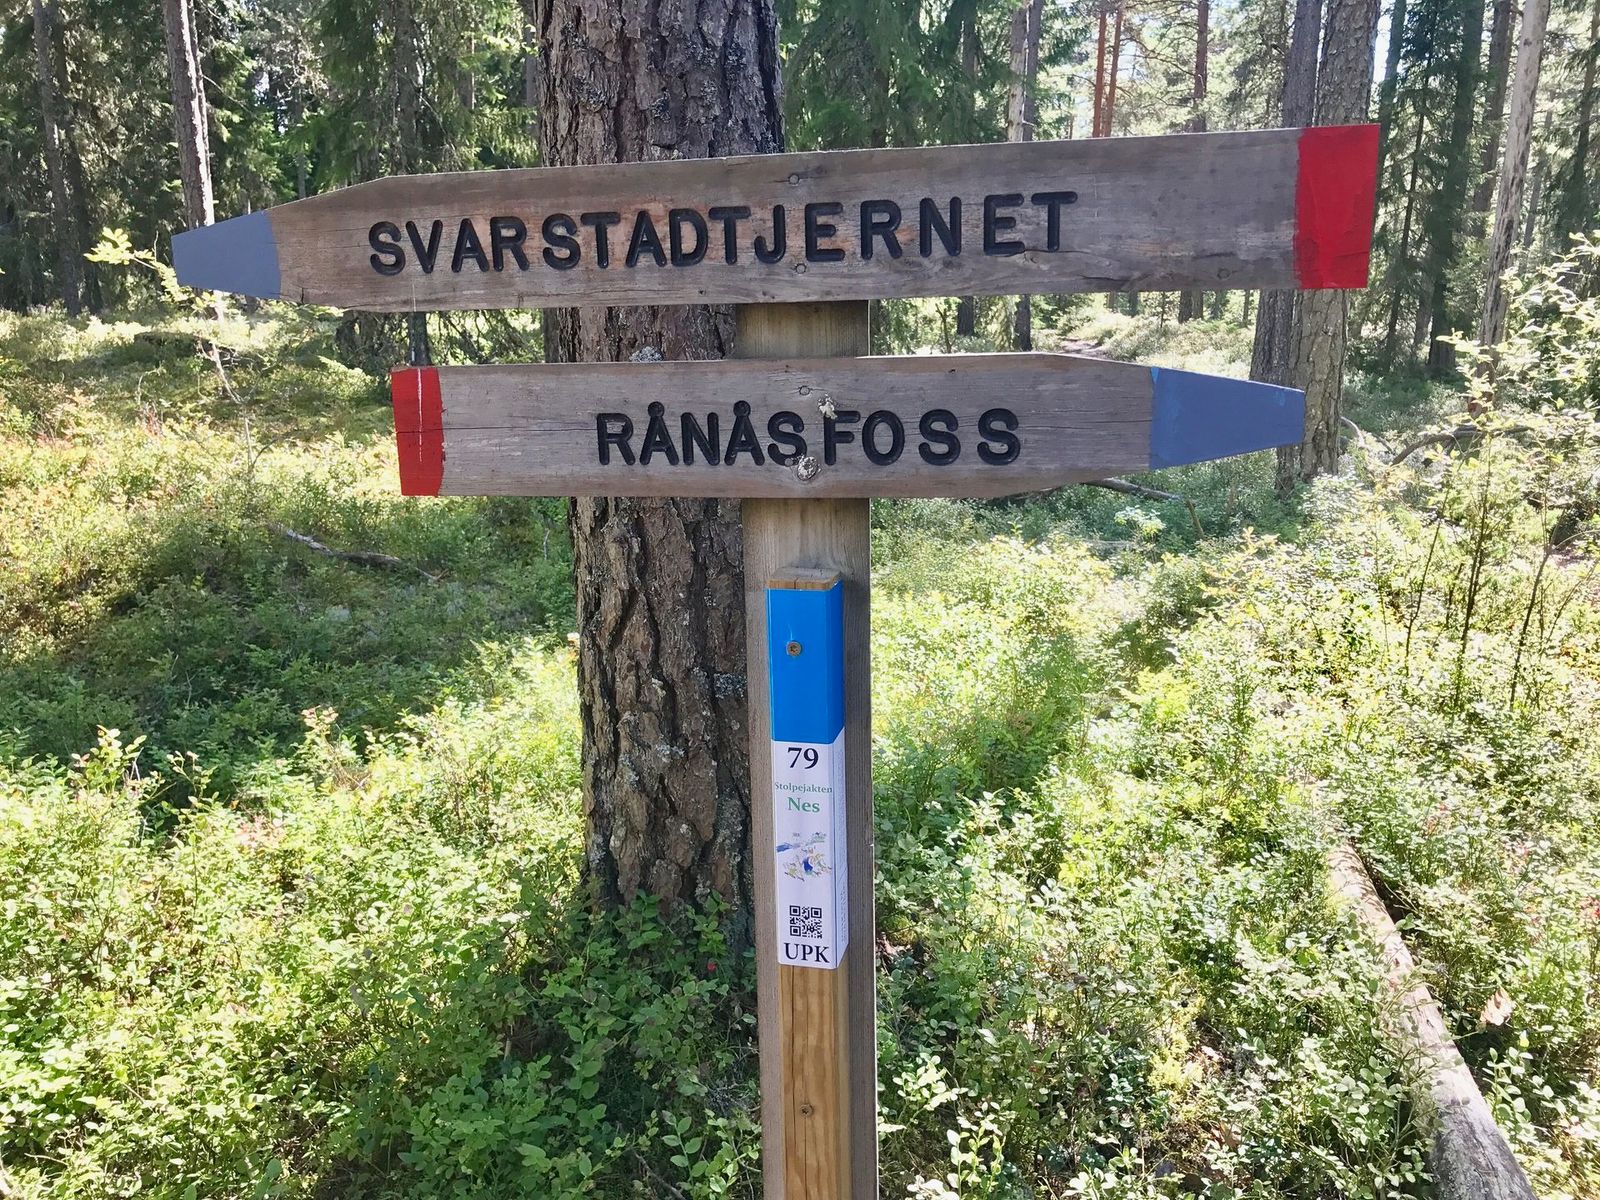 SVARSTADTJERNET
RÅNÅSFOSS
79
Stolpejakten
Nes
UPK